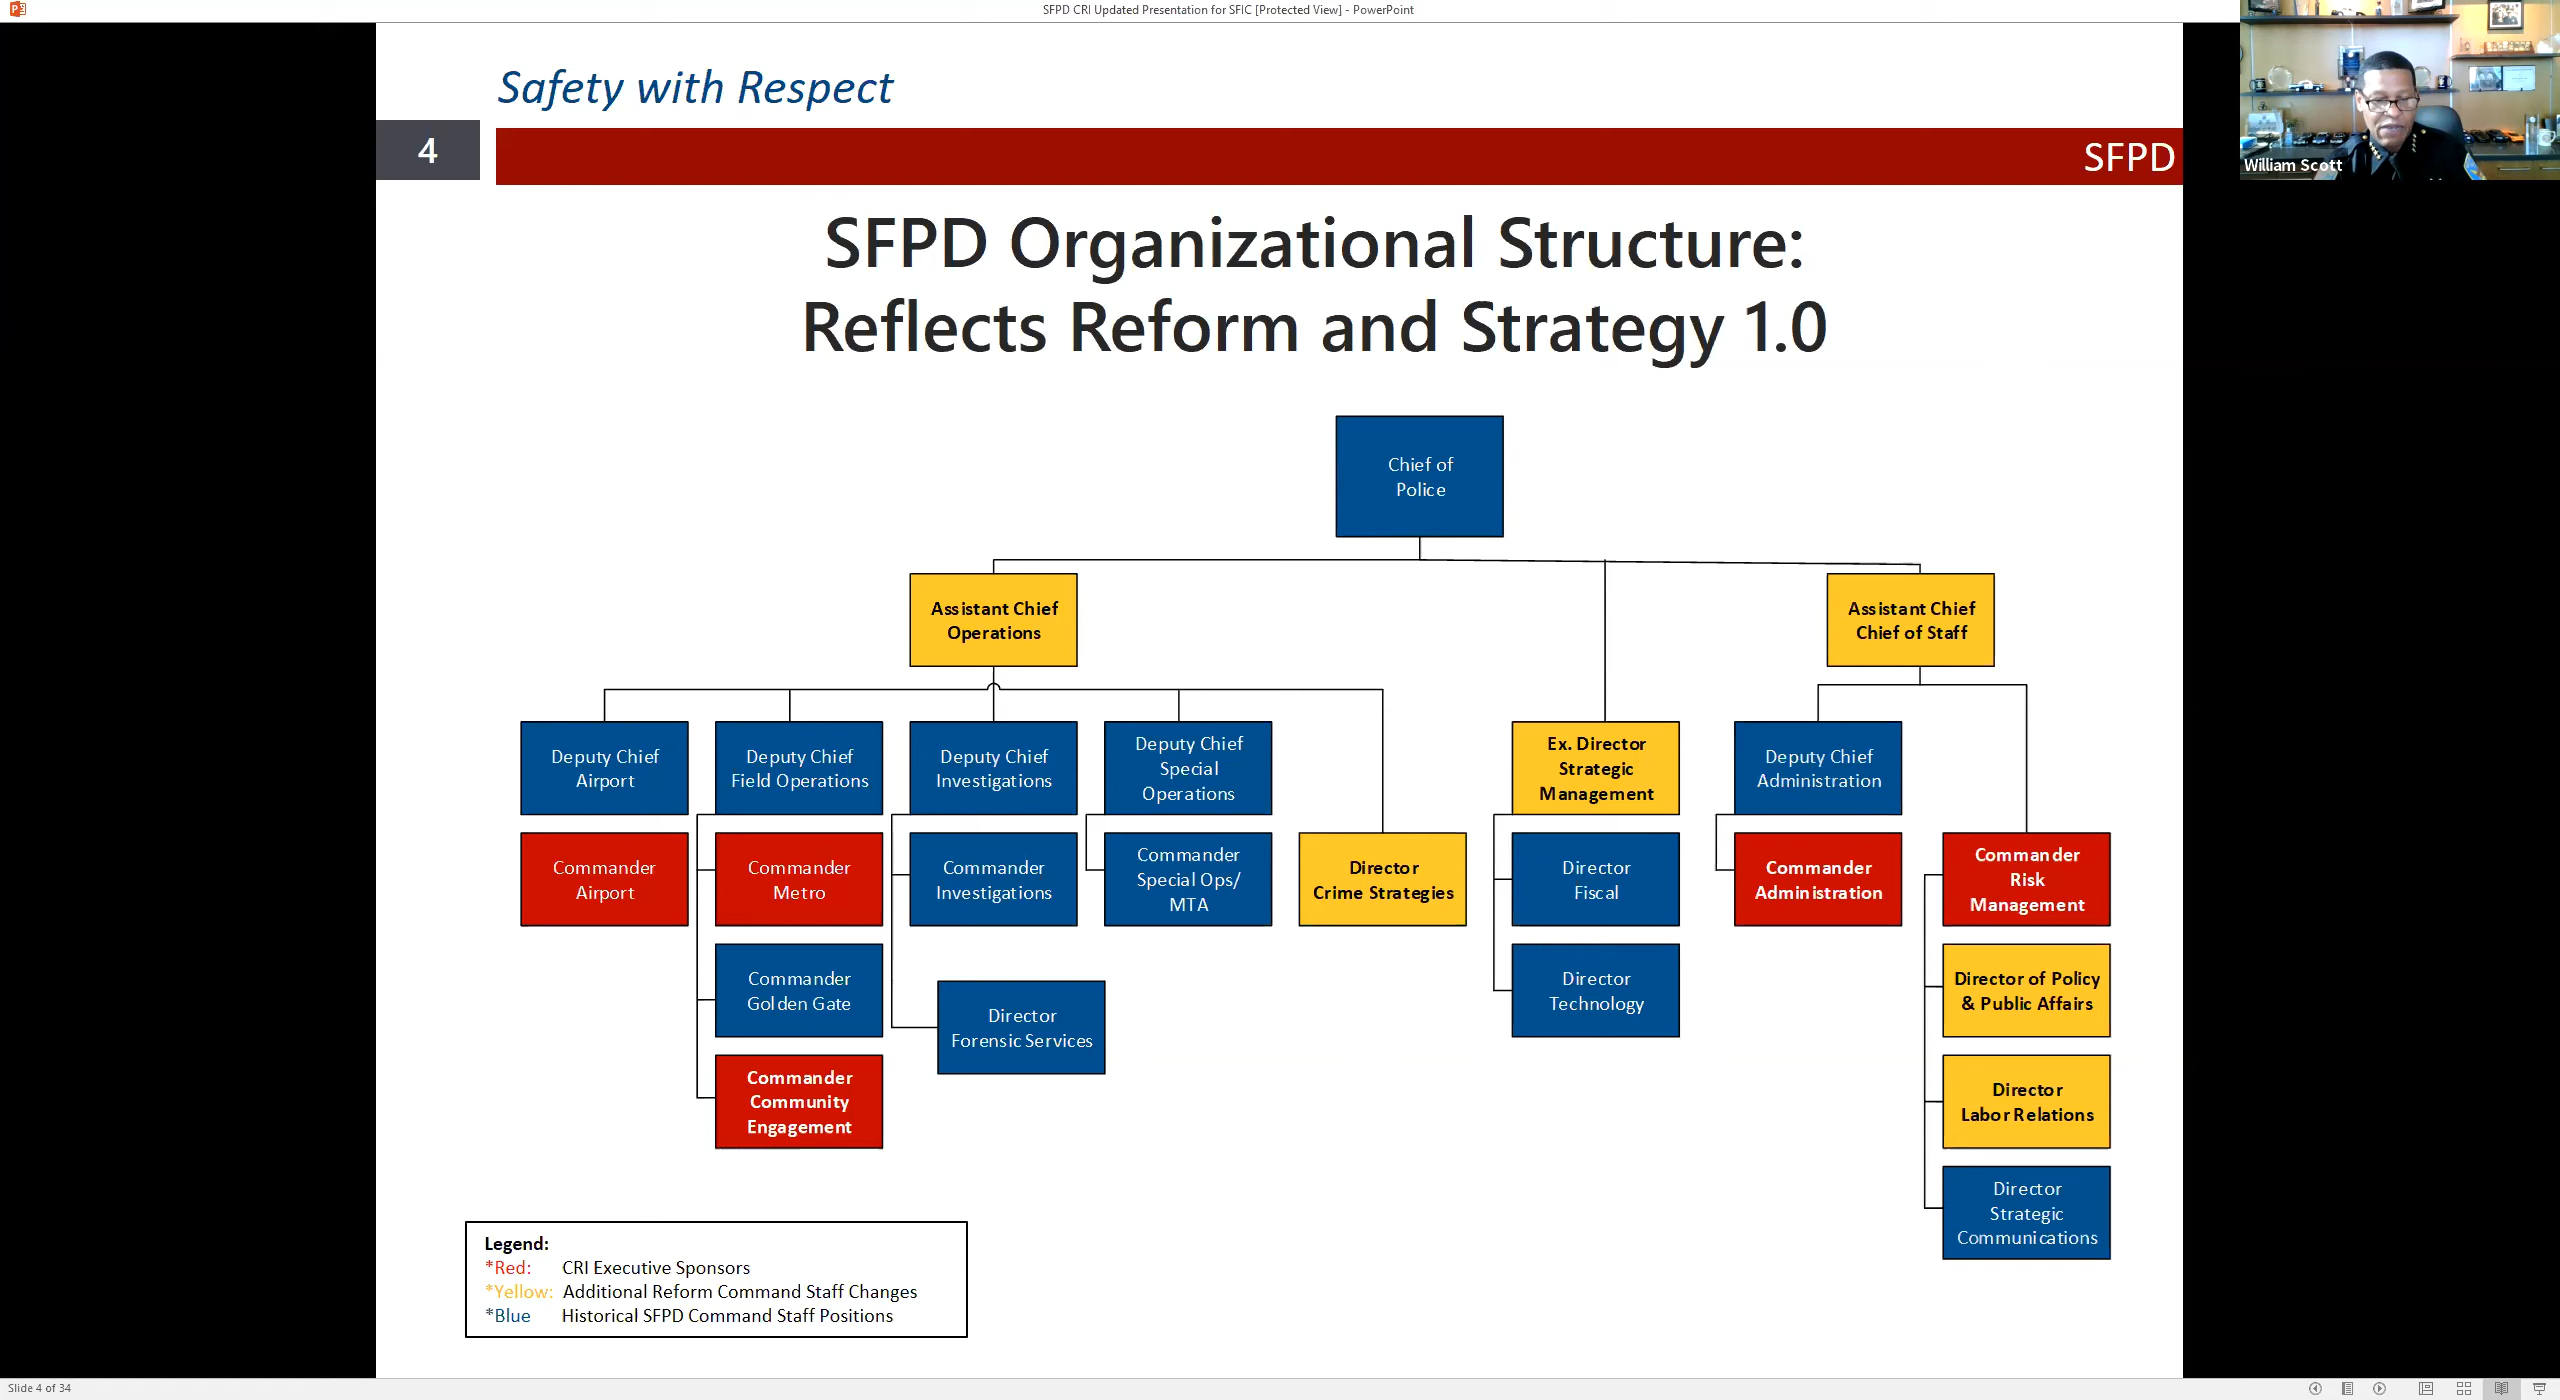 SFPD CRI Updated Presentation for SFIC [Protected View] - PowerPoint
Safety with Respect
4
SFPD
William Scott
SFPD Organizational Structure:
Reflects Reform and Strategy 1.0
Chief of
Police
Assistant Chief
Operations
Assistant Chief
Chief of Staff
Deputy Chief
Airport
Deputy Chief
Field Operations
Deputy Chief
Investigations
Deputy Chief
Special
Operations
Ex. Director
Strategic
Management
Deputy Chief
Administration
Commander
Airport
Commander
Metro
Commander
Investigations
Commander
Special Ops/
MTA
Director
Crime Strategies
Director
Fiscal
Commander
Administration
Commander
Risk
Management
Commander
Golden Gate
Director
Forensic Services
Director
Technology
Director of Policy
& Public Affairs
Commander
Community
Engagement
Director
Labor Relations
Director
Strategic
Communications
Legend:
*Red: CRI Executive Sponsors
*Yellow: Additional Reform Command Staff Changes
*Blue Historical SFPD Command Staff Positions
Slide 4 of 34